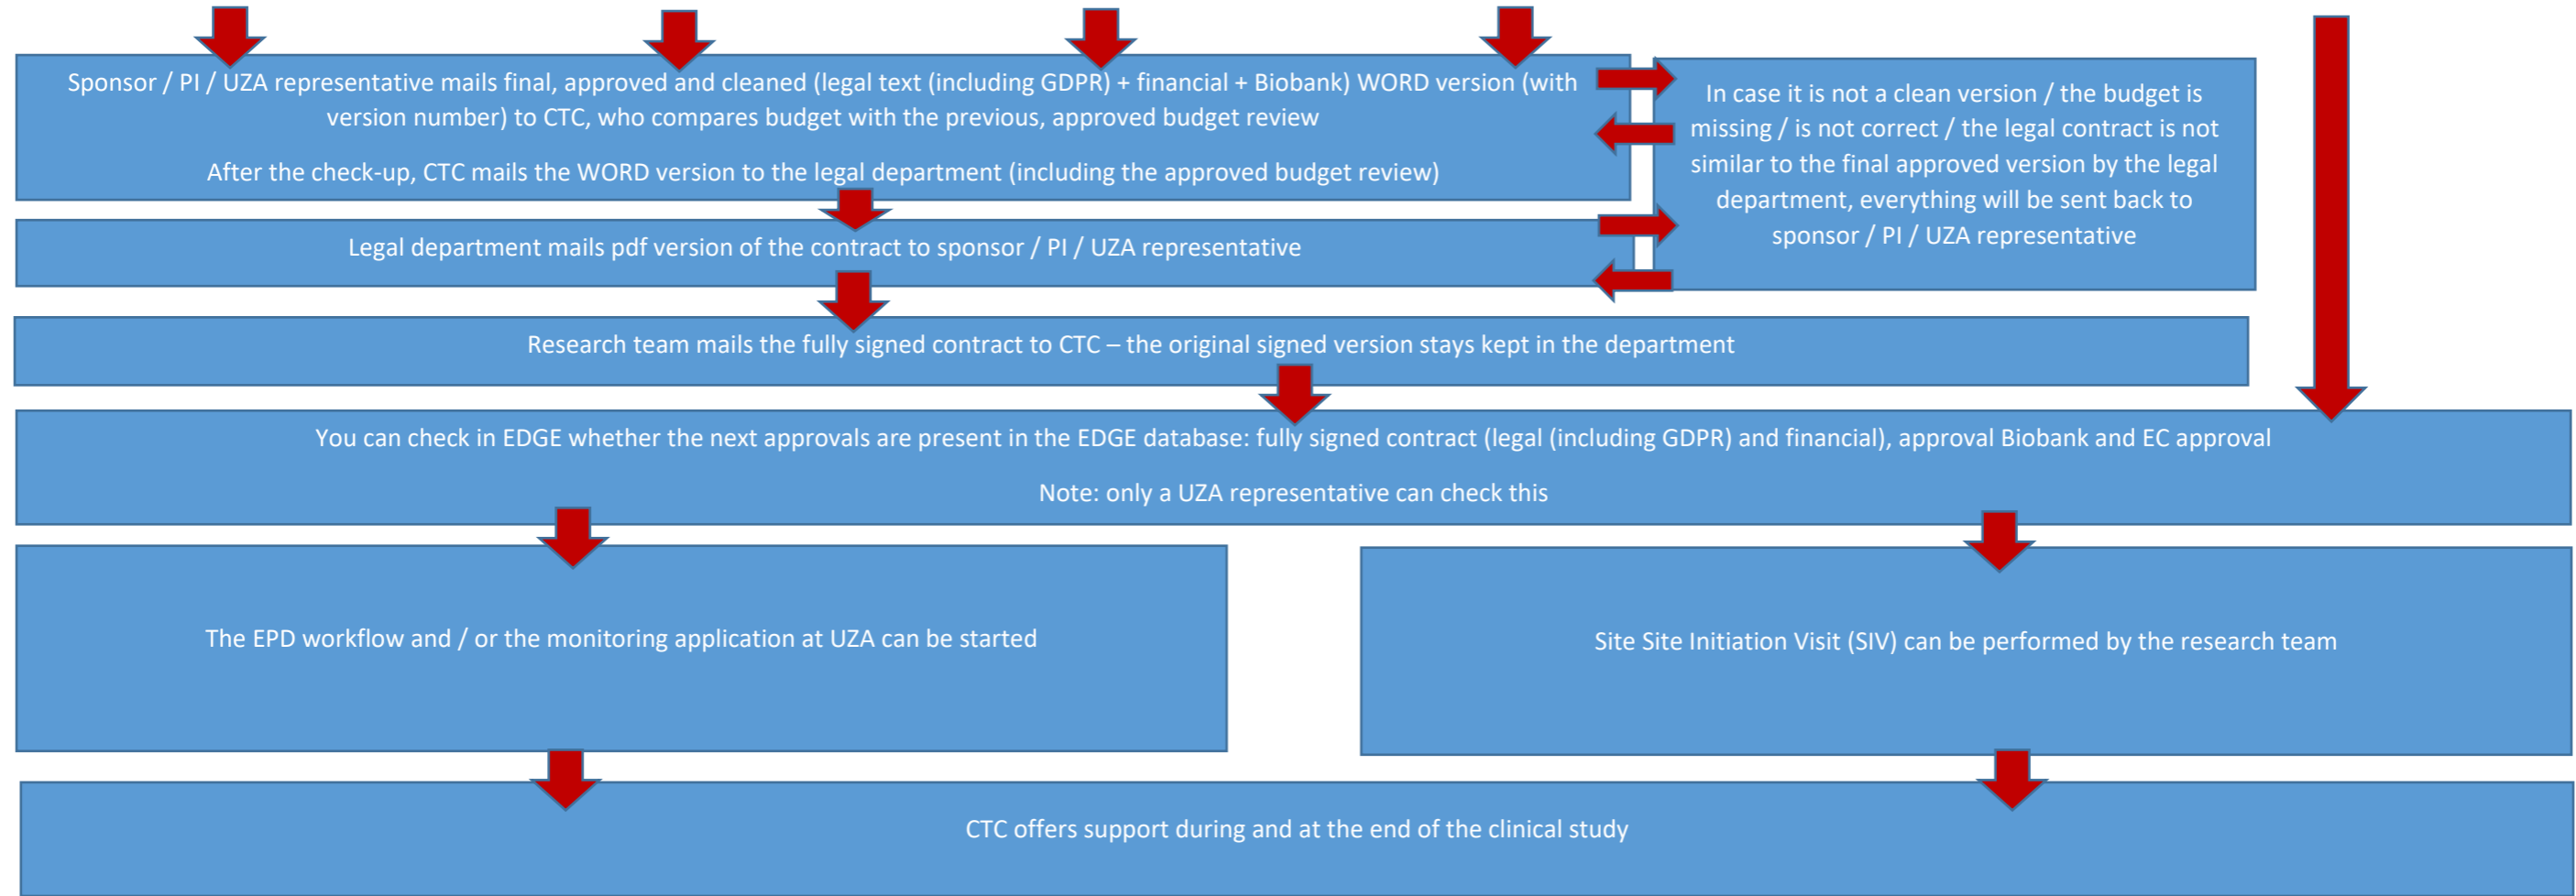 Sponsor / PI / UZA representative mails final, approved and cleaned (legal text (including GDPR) + financial + Biobank) WORD version (with
version number) to CTC, who compares budget with the previous, approved budget review
After the check-up, CTC mails the WORD version to the legal department (including the approved budget review)
In case it is not a clean version / the budget is
missing / is not correct / the legal contract is not
similar to the final approved version by the legal
department, everything will be sent back to
sponsor / PI / UZA representative
Legal department mails pdf version of the contract to sponsor / PI / UZA representative
Research team mails the fully signed contract to CTC – the original signed version stays kept in the department
You can check in EDGE whether the next approvals are present in the EDGE database: fully signed contract (legal (including GDPR) and financial), approval Biobank and EC approval
Note: only a UZA representative can check this
The EPD workflow and / or the monitoring application at UZA can be started
Site Site Initiation Visit (SIV) can be performed by the research team
CTC offers support during and at the end of the clinical study